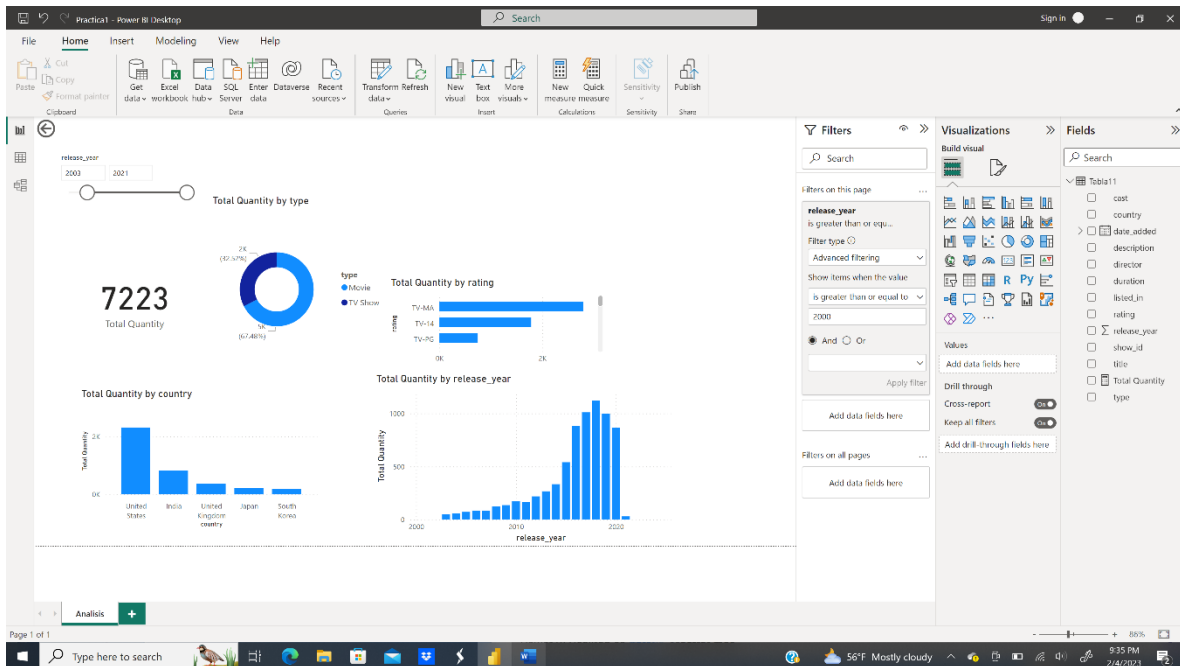 Practica1 - Power BI Desktop
Search
Sign in
File Home Insert Modeling View Help
Paste
Cut
Copy
Format painter
Get data
Excel workbook
Data hub
SQL Server
Enter data
Dataverse
Recent sources
Transform data
Refresh
New visual
Text box
More visuals
New measure
Quick measure
Sensitivity
Publish
Clipboard
Data
Queries
Insert
Calculations
Sensitivity
Share
release_year
2003 2021
Total Quantity by type
2K
(32.52%)
5K
(67.48%)
type
Movie
TV Show
7223
Total Quantity
Total Quantity by rating
rating
TV-MA
TV-14
TV-PG
0K 2K
Total Quantity by country
Total Quantity
2K
0K
United States
India
United Kingdom
Japan
South Korea
country
Total Quantity by release_year
Total Quantity
1000
500
0
2000 2010 2020
release_year
Filters
Search
Filters on this page
...
release_year
is greater than or equ...
Filter type
Advanced filtering
Show items when the value
is greater than or equal to
2000
And Or
Apply filter
Add data fields here
Filters on all pages
...
Add data fields here
Visualizations
Build visual
R Py
...
Values
Add data fields here
Drill through
Cross-report
On
Keep all filters
On
Add drill-through fields here
Fields
Search
Tabla11
cast
country
date_added
description
director
duration
listed_in
rating
release_year
show_id
title
Total Quantity
type
Analisis
Page 1 of 1
- + 86%
Type here to search
56°F Mostly cloudy
9:35 PM
2/4/2023